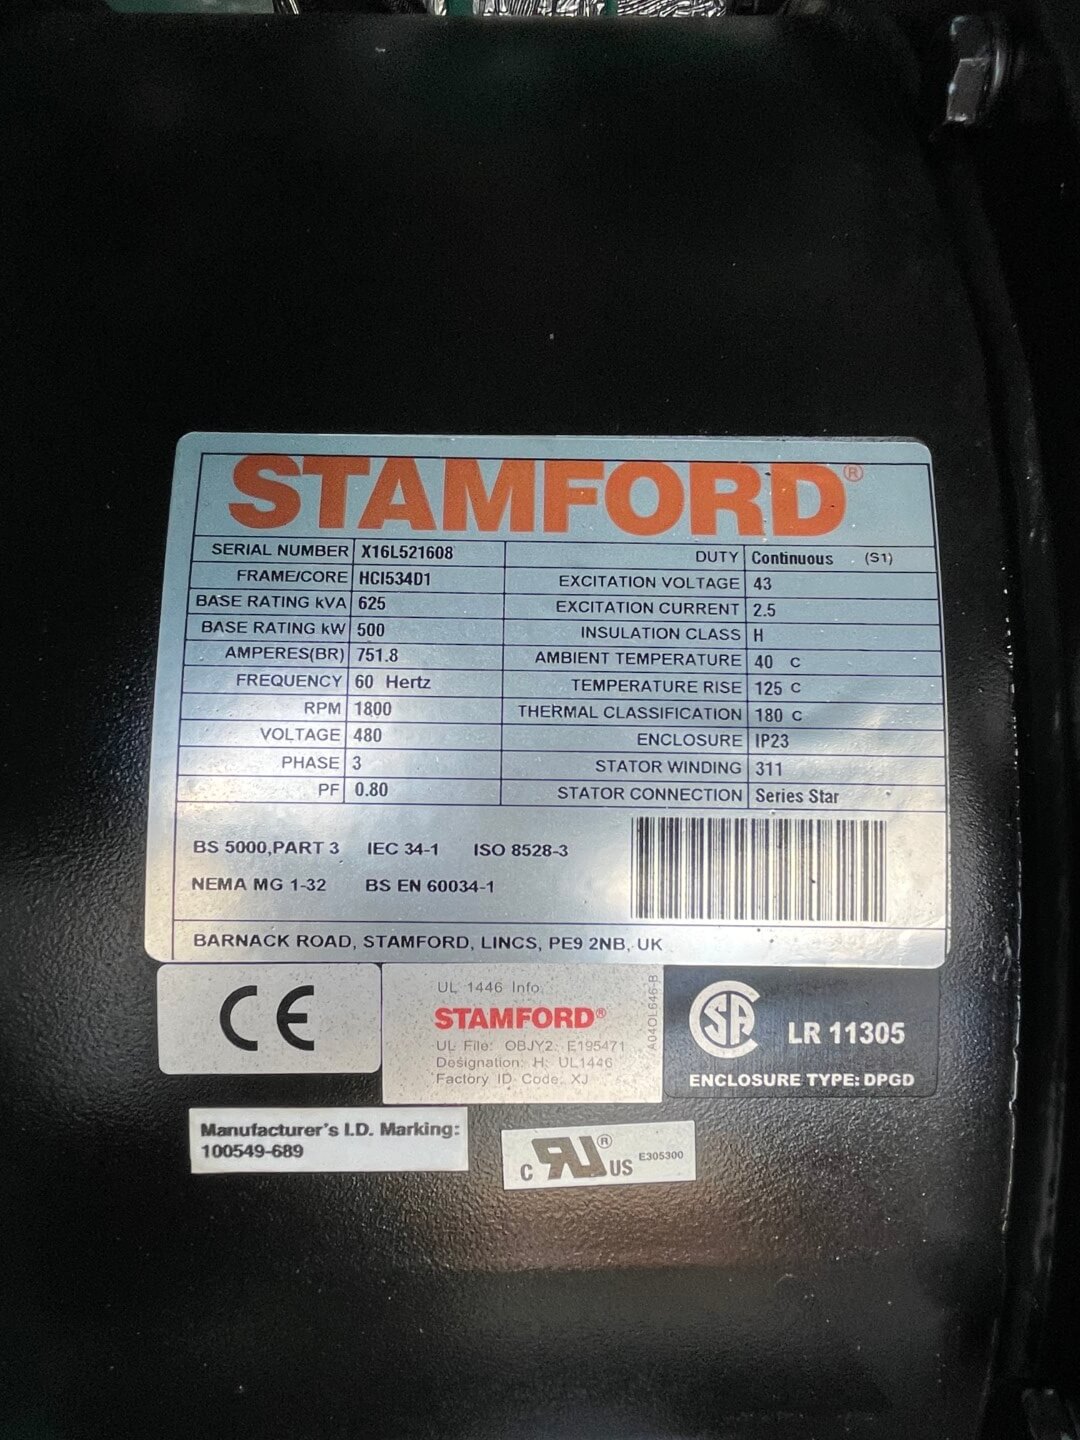 STAMFORD®
SERIAL NUMBER X16L521608 DUTY Continuous (S1)
FRAME/CORE HCI534D1 EXCITATION VOLTAGE 43
BASE RATING kVA 625 EXCITATION CURRENT 2.5
BASE RATING kW 500 INSULATION CLASS H
AMPERES(BR) 751.8 AMBIENT TEMPERATURE 40 C
FREQUENCY 60 Hertz TEMPERATURE RISE 125 C
RPM 1800 THERMAL CLASSIFICATION 180 C
VOLTAGE 480 ENCLOSURE IP23
PHASE 3 STATOR WINDING 311
PF 0.80 STATOR CONNECTION Series Star
BS 5000,PART 3 IEC 34-1 ISO 8528-3
NEMA MG 1-32 BS EN 60034-1
BARNACK ROAD, STAMFORD, LINCS, PE9 2NB, UK
CE
UL 1446 Info.
STAMFORD®
UL File: OBJY2: E195471
Designation: H: UL1446
Factory ID Code: XJ
A040L646-B
SA LR 11305
ENCLOSURE TYPE: DPGD
Manufacturer's I.D. Marking:
100549-689
C RU® US E305300